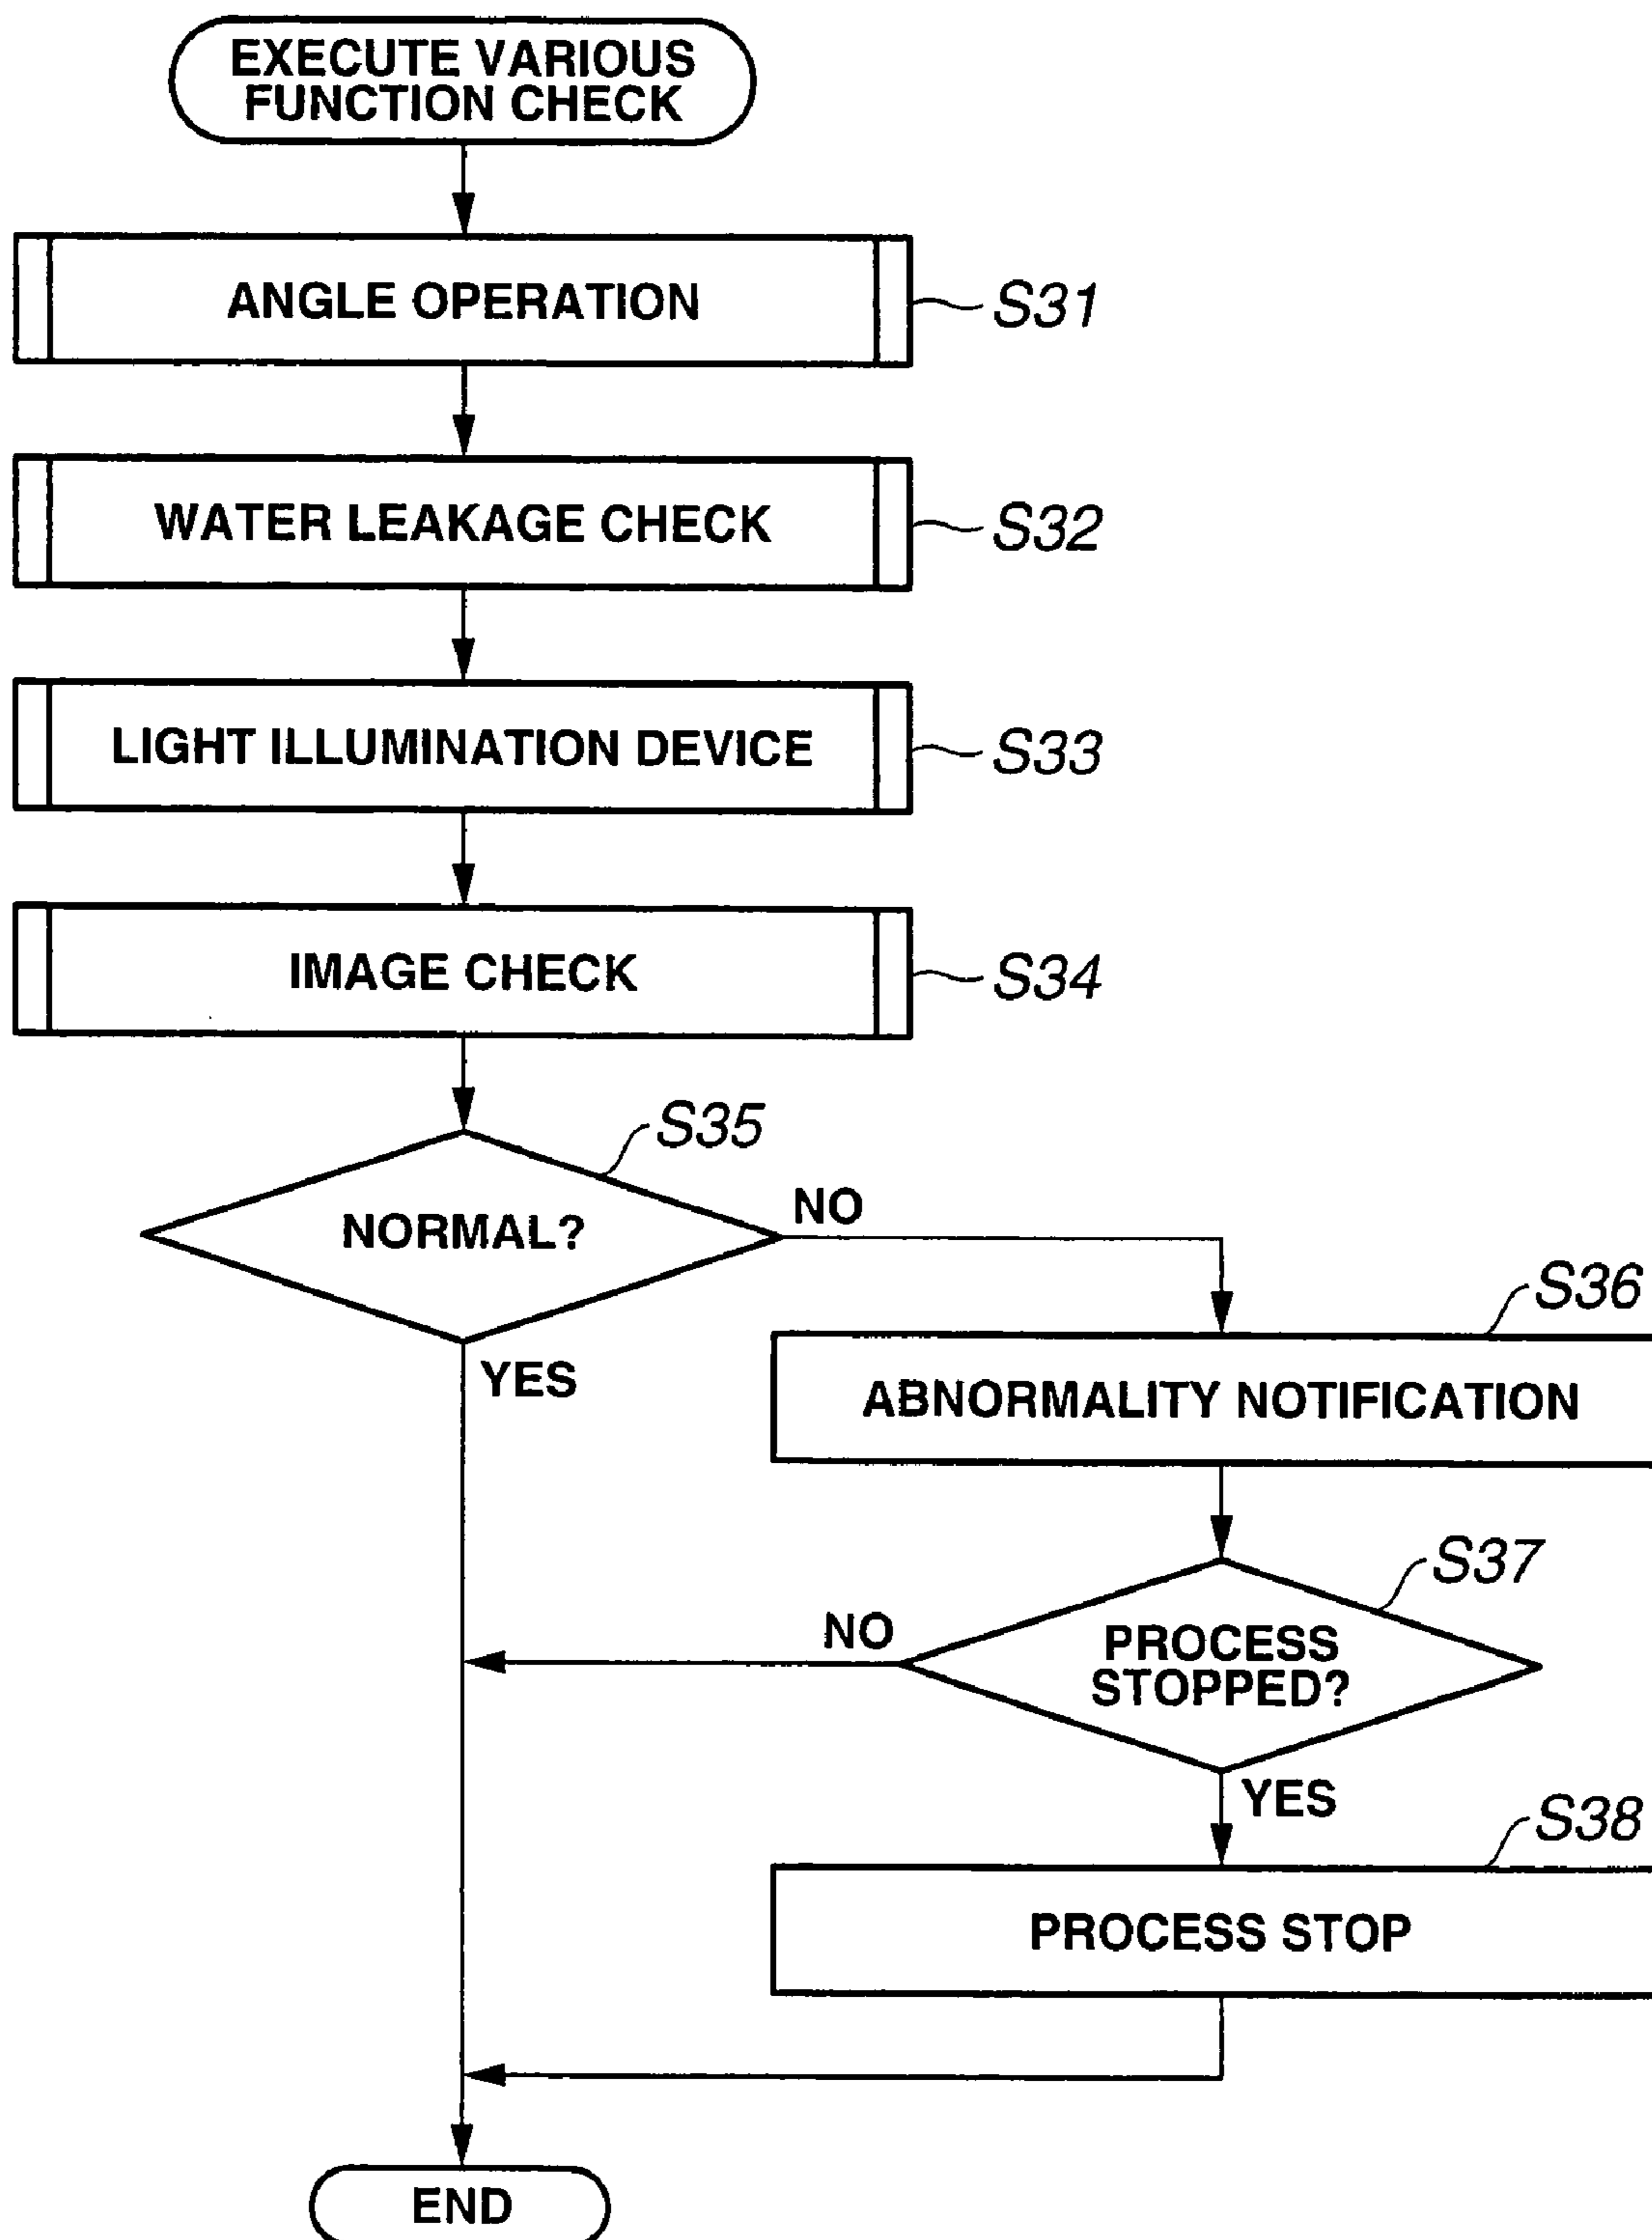 EXECUTE VARIOUS
FUNCTION CHECK
ANGLE OPERATION
S31
WATER LEAKAGE CHECK
S32
LIGHT ILLUMINATION DEVICE
S33
IMAGE CHECK
S34
S35
NORMAL?
NO
YES
S36
ABNORMALITY NOTIFICATION
S37
PROCESS
STOPPED?
NO
YES
S38
PROCESS STOP
END